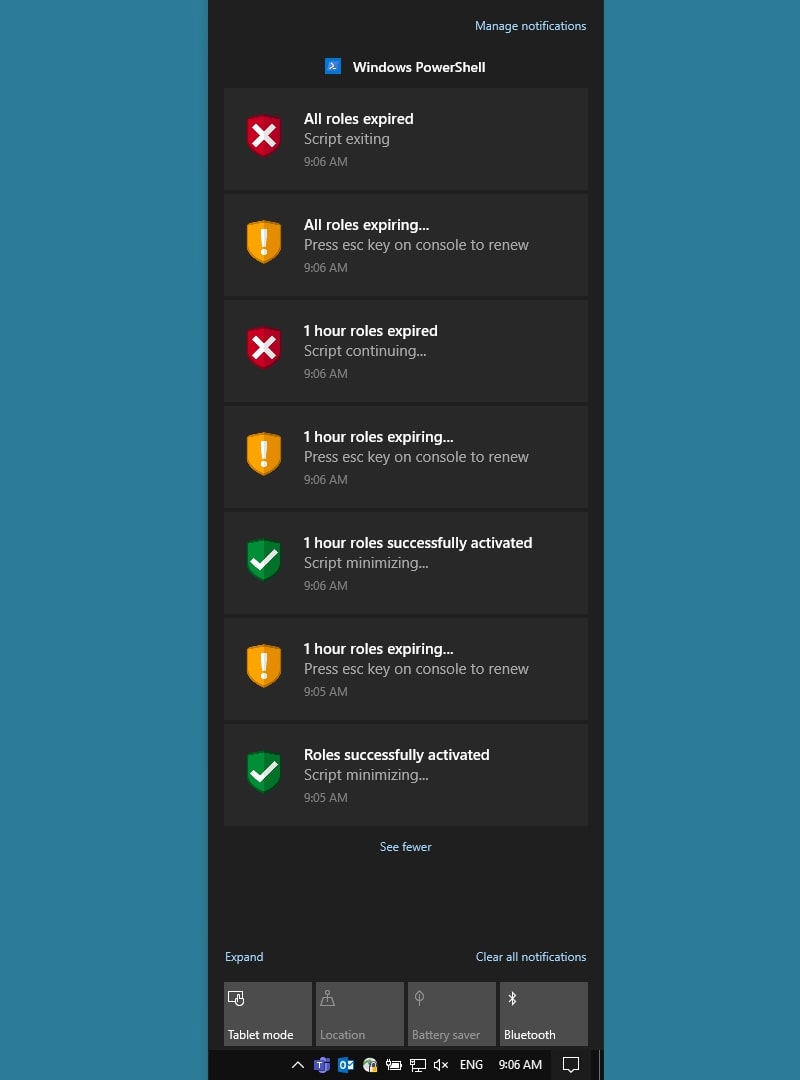 Manage notifications
Windows PowerShell
All roles expired
Script exiting
9:06 AM
All roles expiring...
Press esc key on console to renew
9:06 AM
1 hour roles expired
Script continuing...
9:06 AM
1 hour roles expiring...
Press esc key on console to renew
9:06 AM
1 hour roles successfully activated
Script minimizing...
9:06 AM
1 hour roles expiring...
Press esc key on console to renew
9:05 AM
Roles successfully activated
Script minimizing...
9:05 AM
See fewer
Expand Clear all notifications
Tablet mode Location Battery saver Bluetooth
ENG 9:06 AM